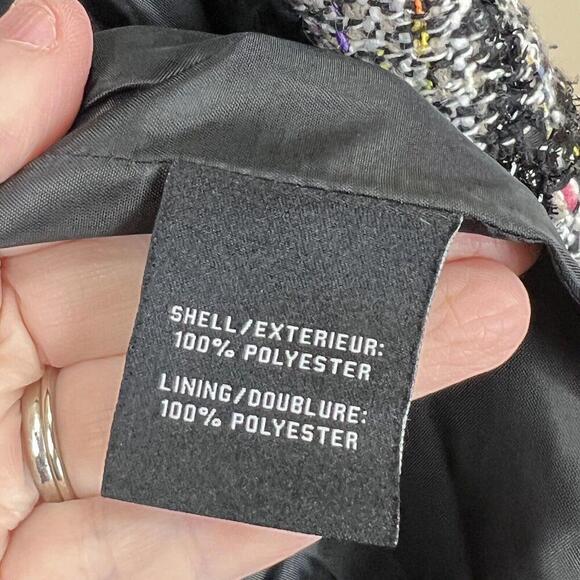 SHELL/EXTERIEUR:
100% POLYESTER
LINING/DOUBLURE:
100% POLYESTER